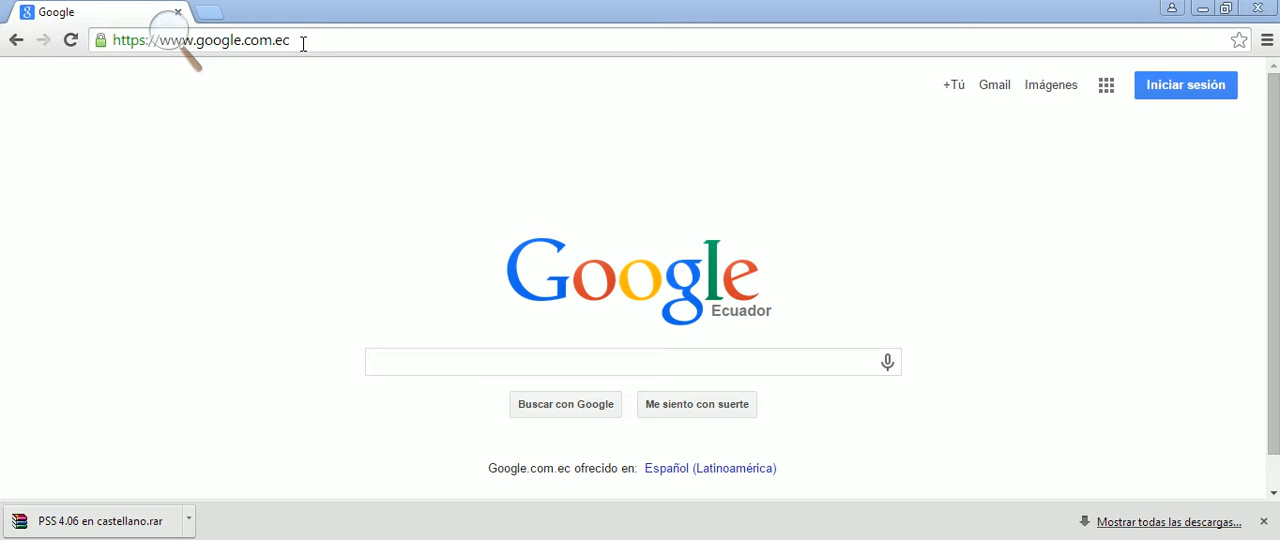 Google
https://www.google.com.ec
+Tú Gmail Imágenes Iniciar sesión
Google
Ecuador
Buscar con Google Me siento con suerte
Google.com.ec ofrecido en: Español (Latinoamérica)
PSS 4.06 en castellano.rar Mostrar todas las descargas...